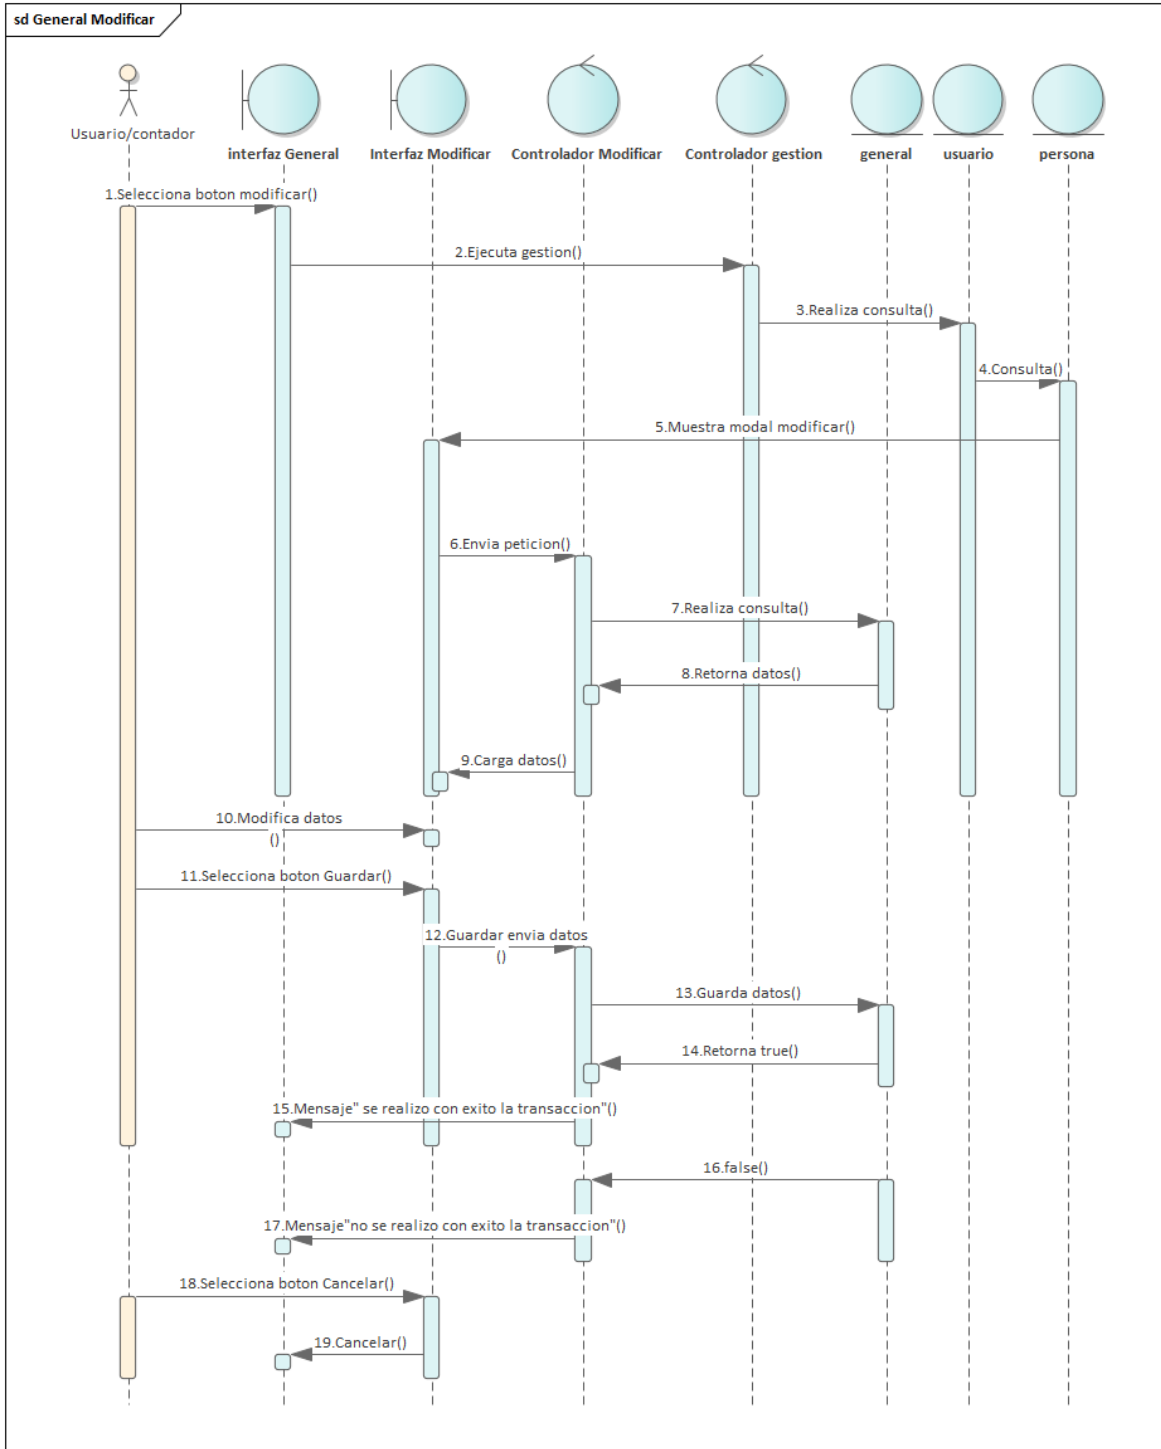 sd General Modificar
Usuario/contador
interfaz General
Interfaz Modificar
Controlador Modificar
Controlador gestion
general
usuario
persona
1.Selecciona boton modificar()
2.Ejecuta gestion()
3.Realiza consulta()
4.Consulta()
5.Muestra modal modificar()
6.Envia peticion()
7.Realiza consulta()
8.Retorna datos()
9.Carga datos()
10.Modifica datos
()
11.Selecciona boton Guardar()
12.Guardar envia datos
()
13.Guarda datos()
14.Retorna true()
15.Mensaje" se realizo con exito la transaccion"()
16.false()
17.Mensaje"no se realizo con exito la transaccion"()
18.Selecciona boton Cancelar()
19.Cancelar()